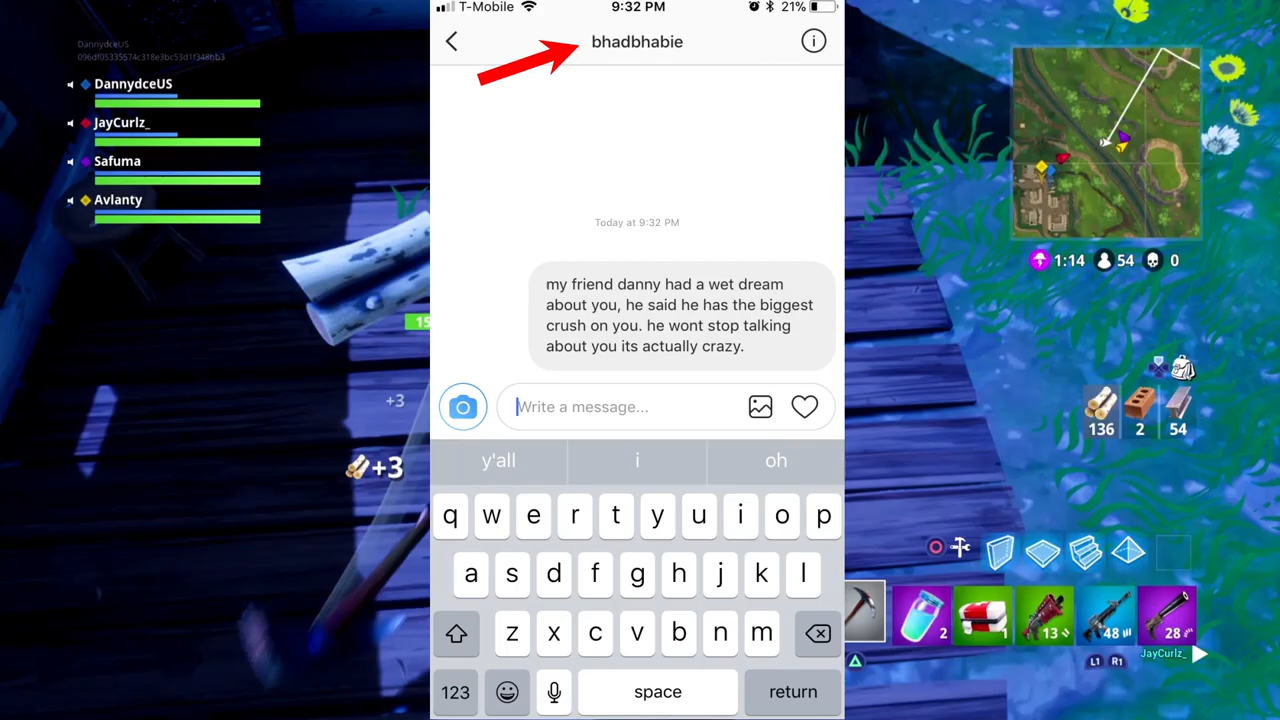 DannydceUS
DannydceUS
JayCurlz_
Safuma
Avlanty
15
+3
+3
T-Mobile
9:32 PM
21%
bhadbhabie
Today at 9:32 PM
my friend danny had a wet dream
about you, he said he has the biggest
crush on you. he wont stop talking
about you its actually crazy.
Write a message...
y'all i oh
q w e r t y u i o p
a s d f g h j k l
z x c v b n m
123 space return
1:14 54 0
136 2 54
2 1 13 48 28
L1 R1
JayCurlz_